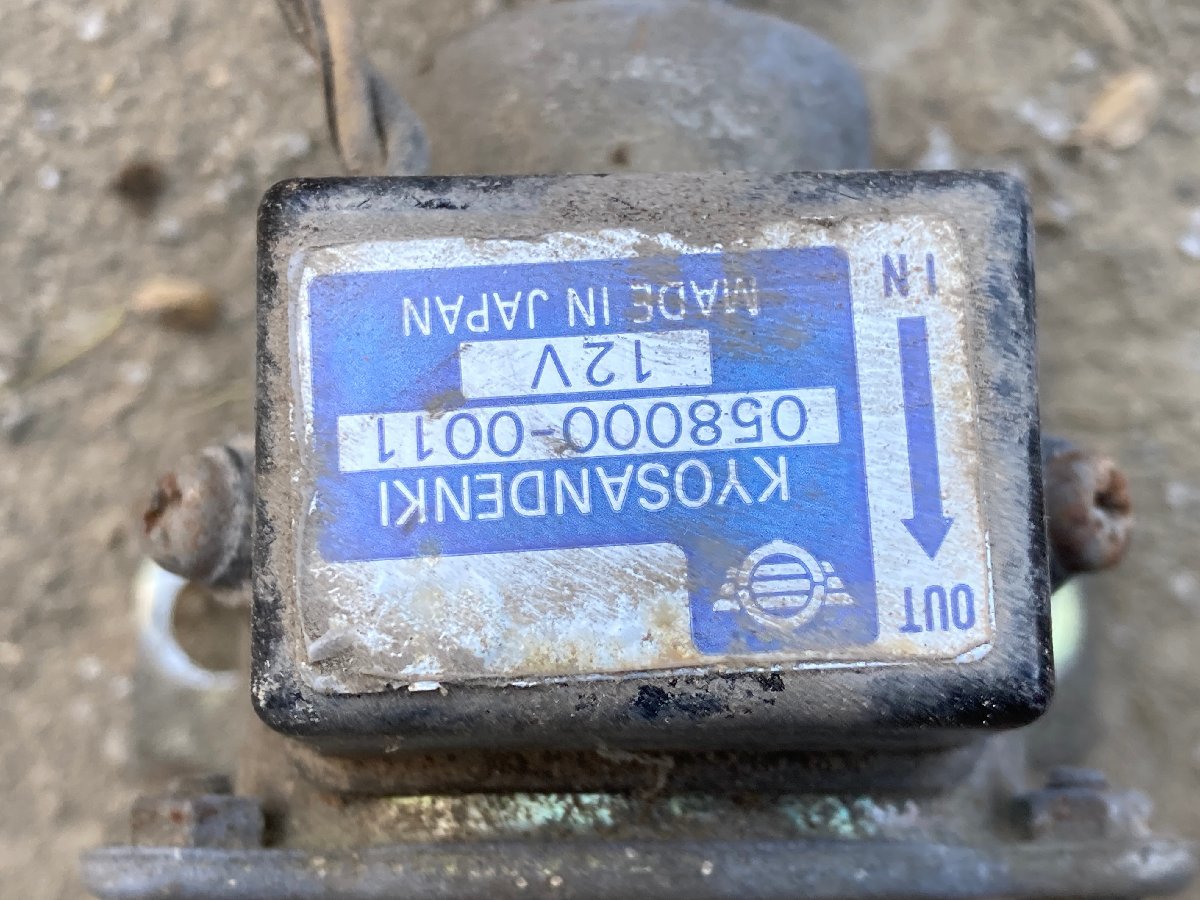 KYOSANDENKI
058000-0011
12V
MADE IN JAPAN
OUT
IN